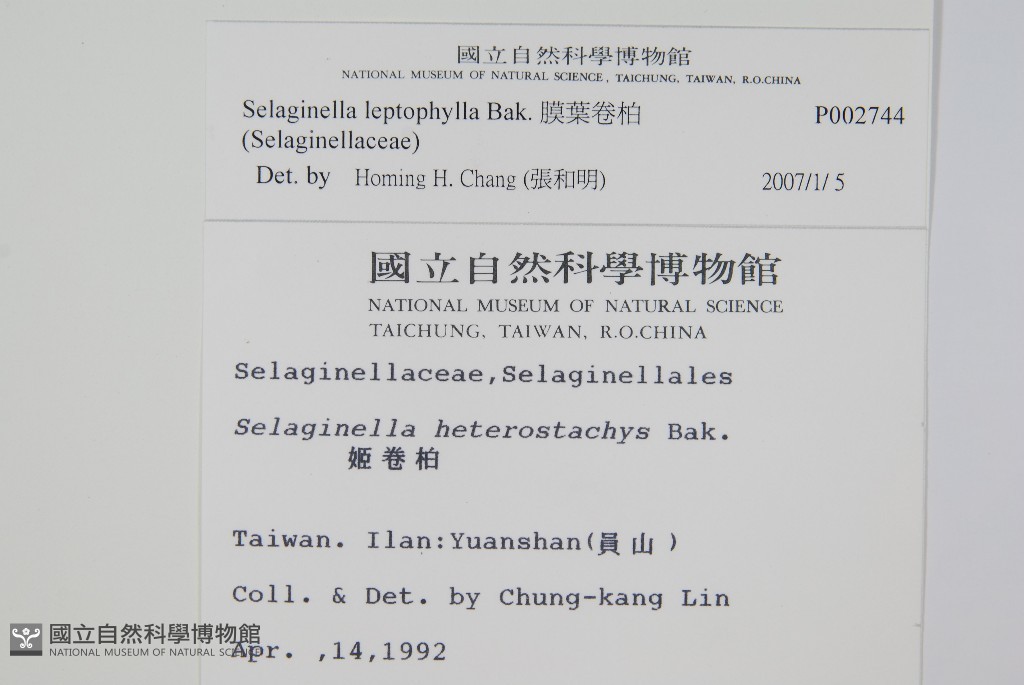 國立自然科學博物館
NATIONAL MUSEUM OF NATURAL SCIENCE, TAICHUNG, TAIWAN, R.O.CHINA
Selaginella leptophylla Bak. 膜葉卷柏 P002744
(Selaginellaceae)
Det. by Homing H. Chang (張和明) 2007/1/ 5
國立自然科學博物館
NATIONAL MUSEUM OF NATURAL SCIENCE
TAICHUNG, TAIWAN, R.O.CHINA
Selaginellaceae,Selaginellales
Selaginella heterostachys Bak.
姬卷柏
Taiwan. Ilan:Yuanshan(員山)
Coll. & Det. by Chung-kang Lin
Apr. ,14,1992
國立自然科學博物館
NATIONAL MUSEUM OF NATURAL SCIENCE